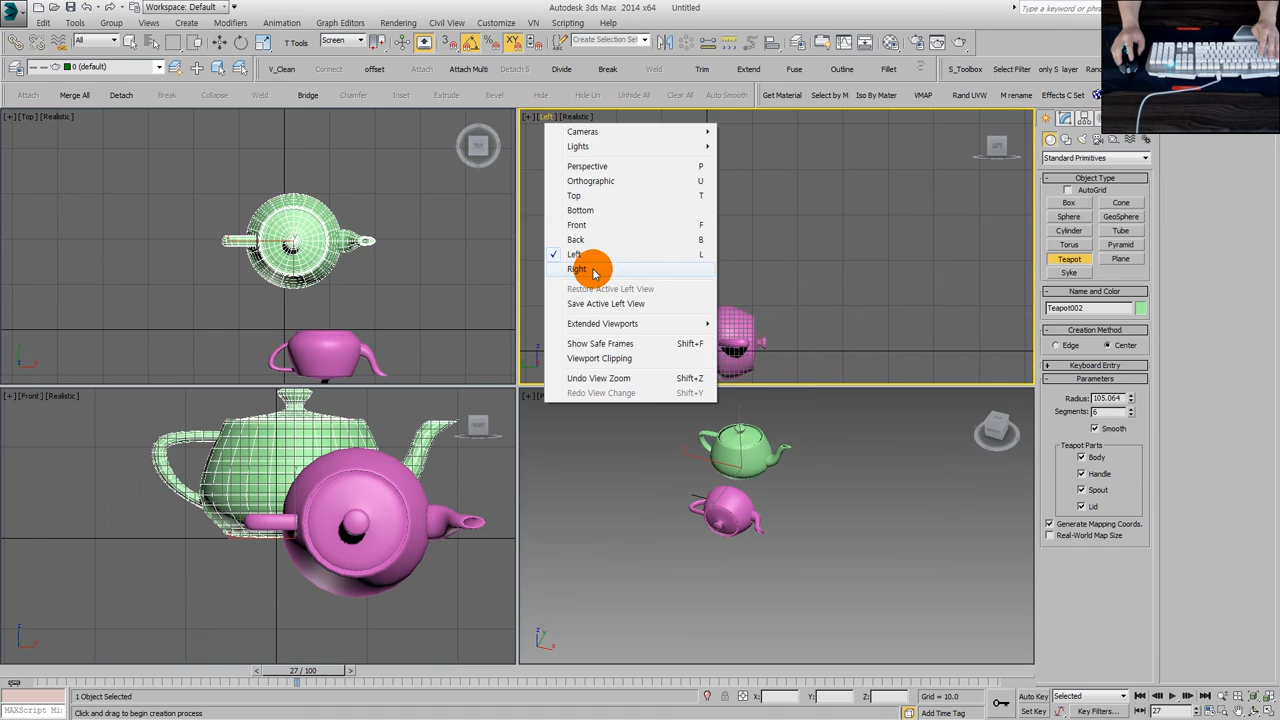 Workspace: Default
Autodesk 3ds Max 2014 x64
Untitled
Type a keyword or phrase
Edit Tools Group Views Create Modifiers Animation Graph Editors Rendering Civil View Customize VN Scripting Help
All
T Tools
Screen
Create Selection Se
0 (default)
V_Clean Connect offset Attach Attach Multi Detach S Divide Break Weld Trim Extend Fuse Outline Fillet S_Toolbox Select Filter only S layer
Attach Merge All Detach Break Collapse Weld Bridge Chamfer Inset Extrude Hide Hide Un Unhide All Clear All Auto Smooth Get Material Select by M Iso By Mater VMAP Rand UVW M rename Effects C Set
[+] [Top] [Realistic]
TOP
[+] [Left] [Realistic]
LEFT
Cameras
Lights
Perspective P
Orthographic U
Top T
Bottom
Front F
Back B
Left L
Right
Restore Active Left View
Save Active Left View
Extended Viewports
Show Safe Frames Shift+F
Viewport Clipping
Undo View Zoom Shift+Z
Redo View Change Shift+Y
[+] [Front] [Realistic]
FRONT
Standard Primitives
- Object Type
AutoGrid
Box Cone
Sphere GeoSphere
Cylinder Tube
Torus Pyramid
Teapot Plane
Syke
- Name and Color
Teapot002
- Creation Method
Edge Center
+ Keyboard Entry
- Parameters
Radius: 105.064
Segments: 6
Smooth
Teapot Parts
Body
Handle
Spout
Lid
Generate Mapping Coords.
Real-World Map Size
< 27 / 100 >
MAXScript Mi
1 Object Selected
Click and drag to begin creation process
X: Y: Z: Grid = 10.0
Add Time Tag
Auto Key Selected
Set Key Key Filters... 27